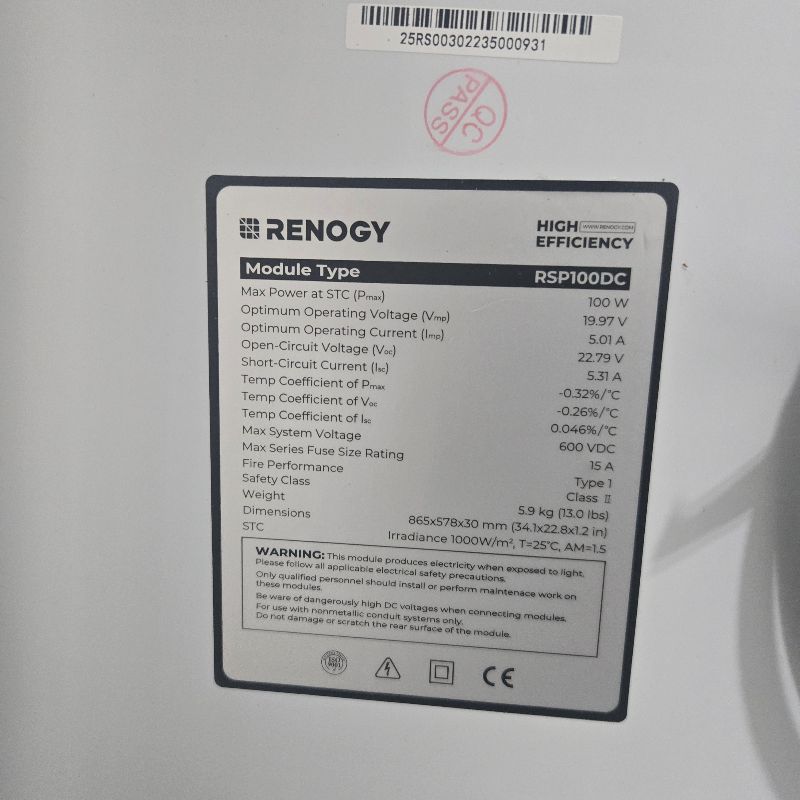 25RS00302235000931
QC
PASS
RENOGY
HIGH WWW.RENOGY.COM
EFFICIENCY
Module Type RSP100DC
Max Power at STC (Pmax) 100 W
Optimum Operating Voltage (Vmp) 19.97 V
Optimum Operating Current (Imp) 5.01 A
Open-Circuit Voltage (Voc) 22.79 V
Short-Circuit Current (Isc) 5.31 A
Temp Coefficient of Pmax -0.32%/°C
Temp Coefficient of Voc -0.26%/°C
Temp Coefficient of Isc 0.046%/°C
Max System Voltage 600 VDC
Max Series Fuse Size Rating 15 A
Fire Performance Type 1
Safety Class Class II
Weight 5.9 kg (13.0 lbs)
Dimensions 865x578x30 mm (34.1x22.8x1.2 in)
STC Irradiance 1000W/m², T=25°C, AM=1.5
WARNING: This module produces electricity when exposed to light.
Please follow all applicable electrical safety precautions.
Only qualified personnel should install or perform maintenace work on
these modules.
Be ware of dangerously high DC voltages when connecting modules.
For use with nonmetallic conduit systems only.
Do not damage or scratch the rear surface of the module.
ISO
9001
CE